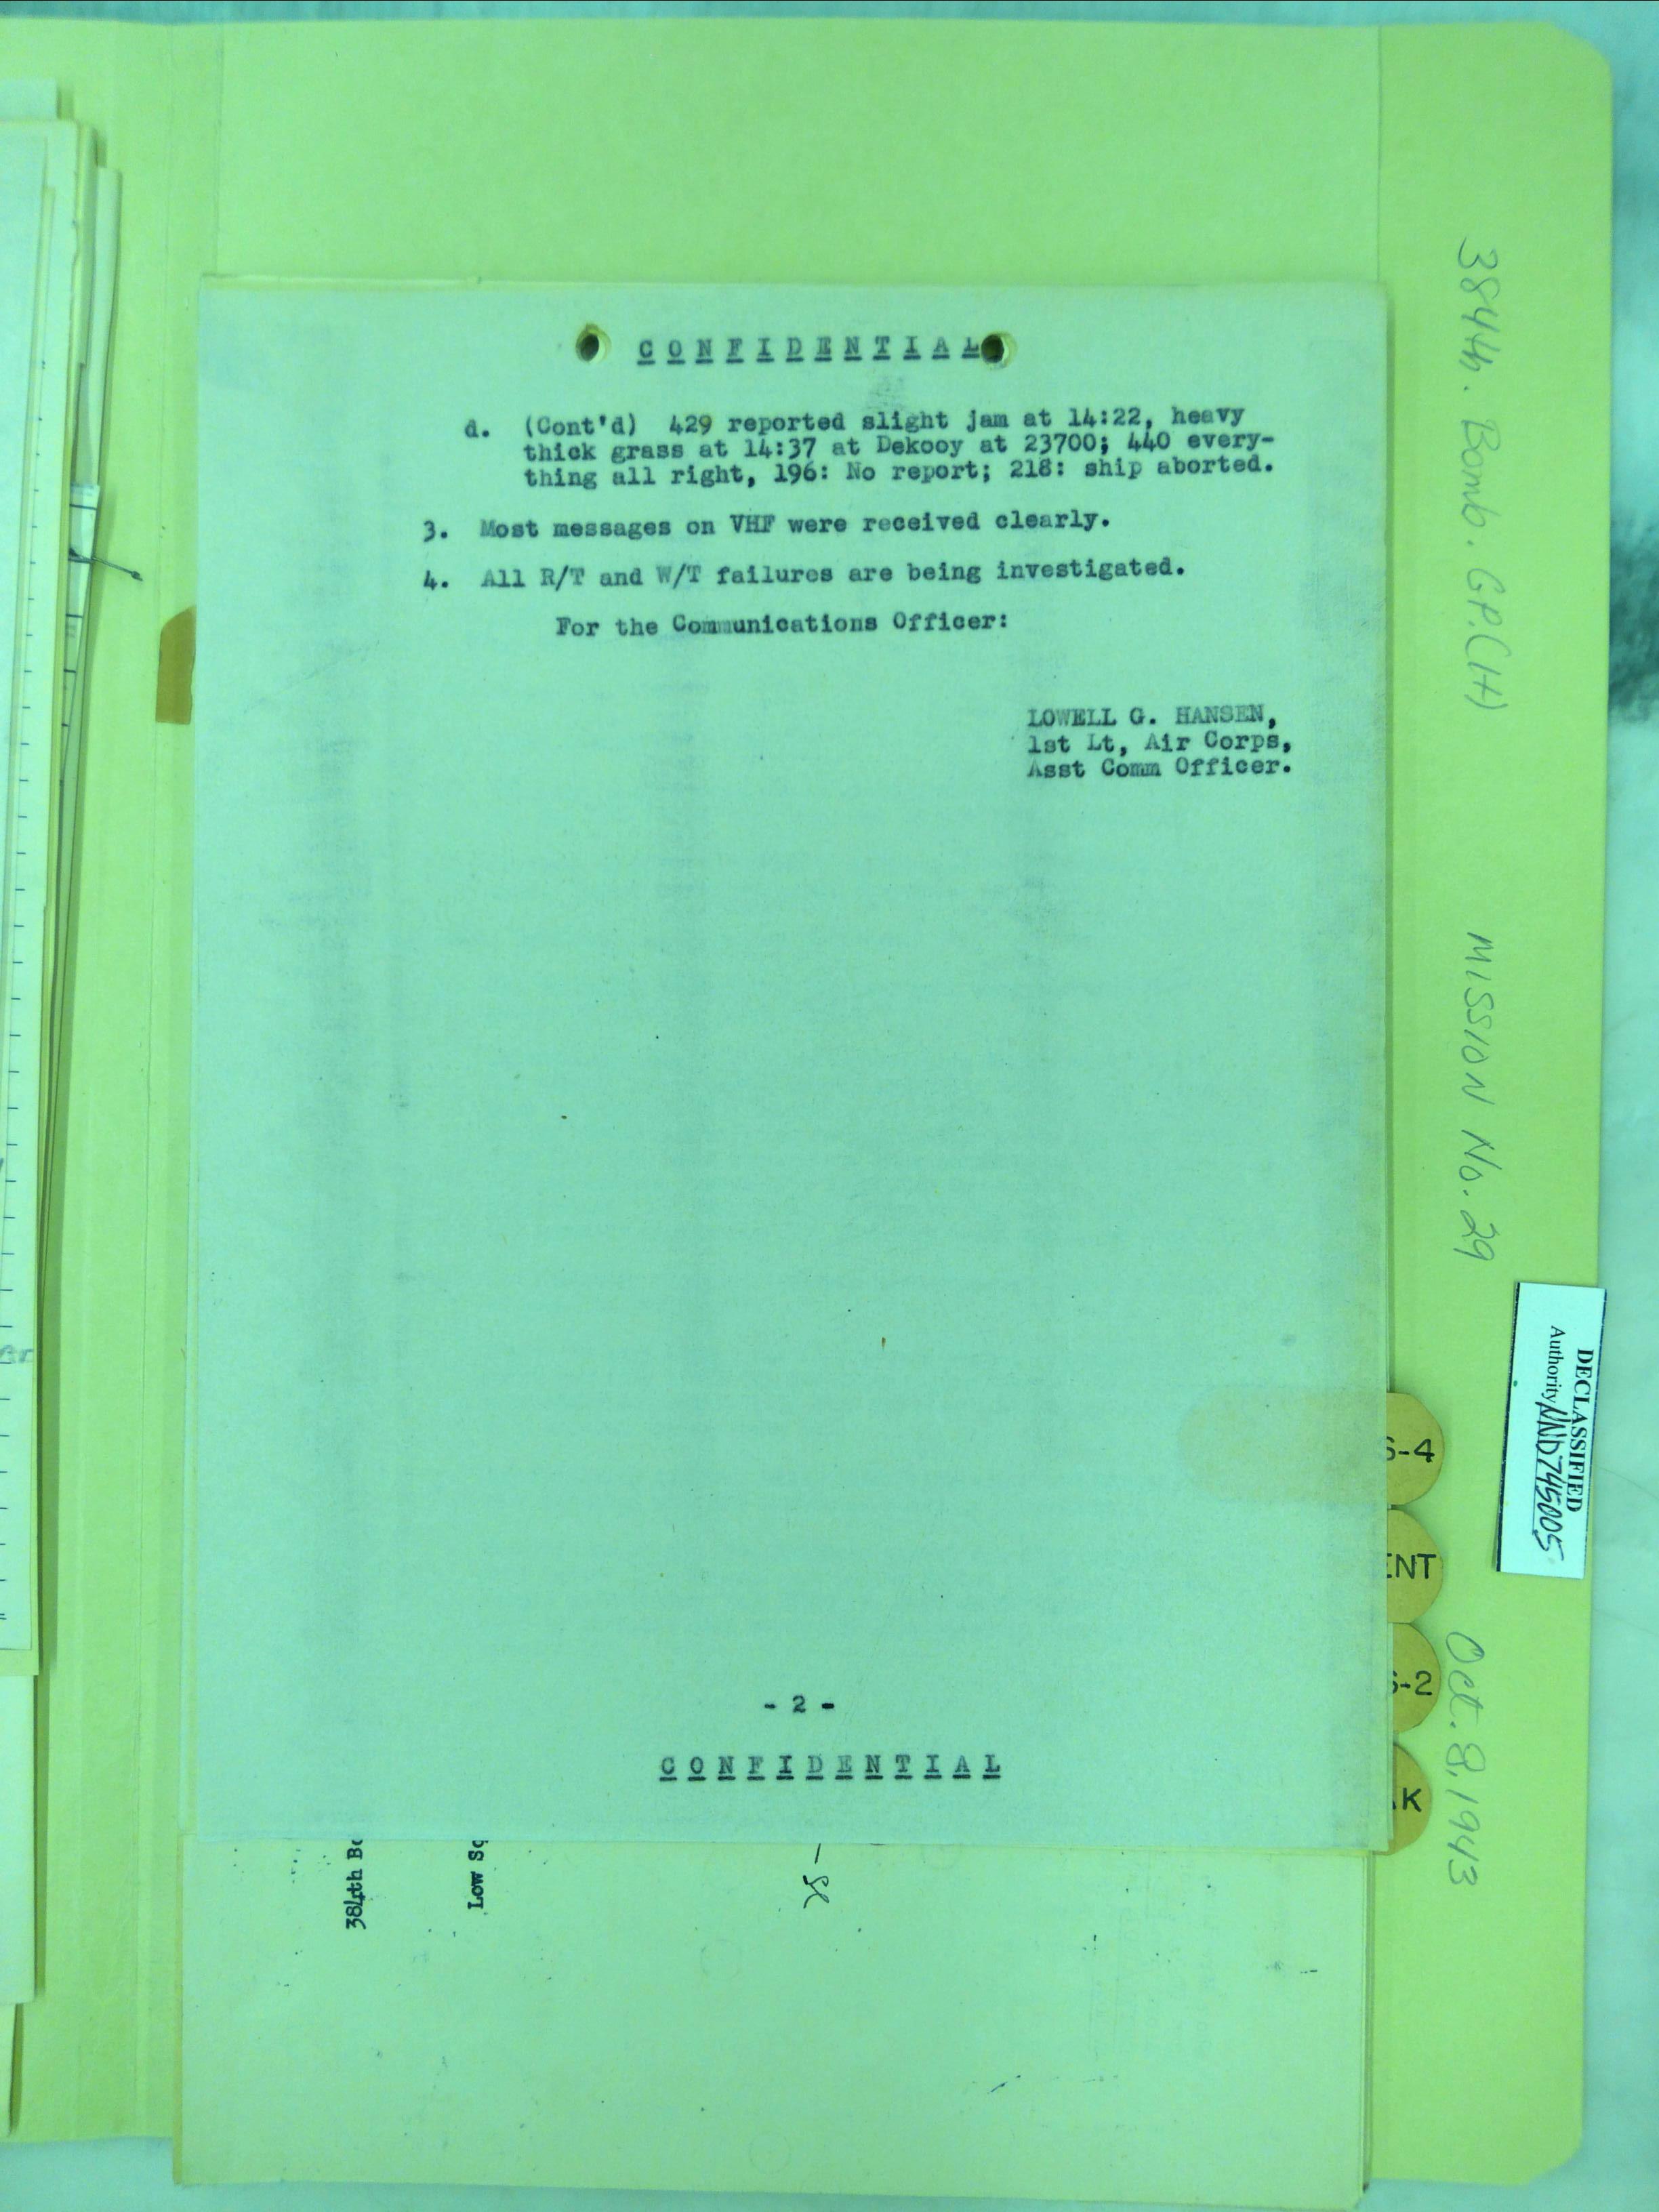 C O N F I D E N T I A L
d. (Cont'd) 429 reported slight jam at 14:22, heavy
thick grass at 14:37 at Dekooy at 23700; 440 every-
thing all right, 196: No report; 218: ship aborted.
3. Most messages on VHF were received clearly.
4. All R/T and W/T failures are being investigated.
For the Communications Officer:
LOWELL G. HANSEN,
1st Lt, Air Corps,
Asst Comm Officer.
- 2 -
C O N F I D E N T I A L
384th. Bomb. GP.(H)
MISSION No. 29
Oct. 8, 1943
DECLASSIFIED
Authority NND745005
S-4
ENT
S-2
K
384th Bo
Low Sq